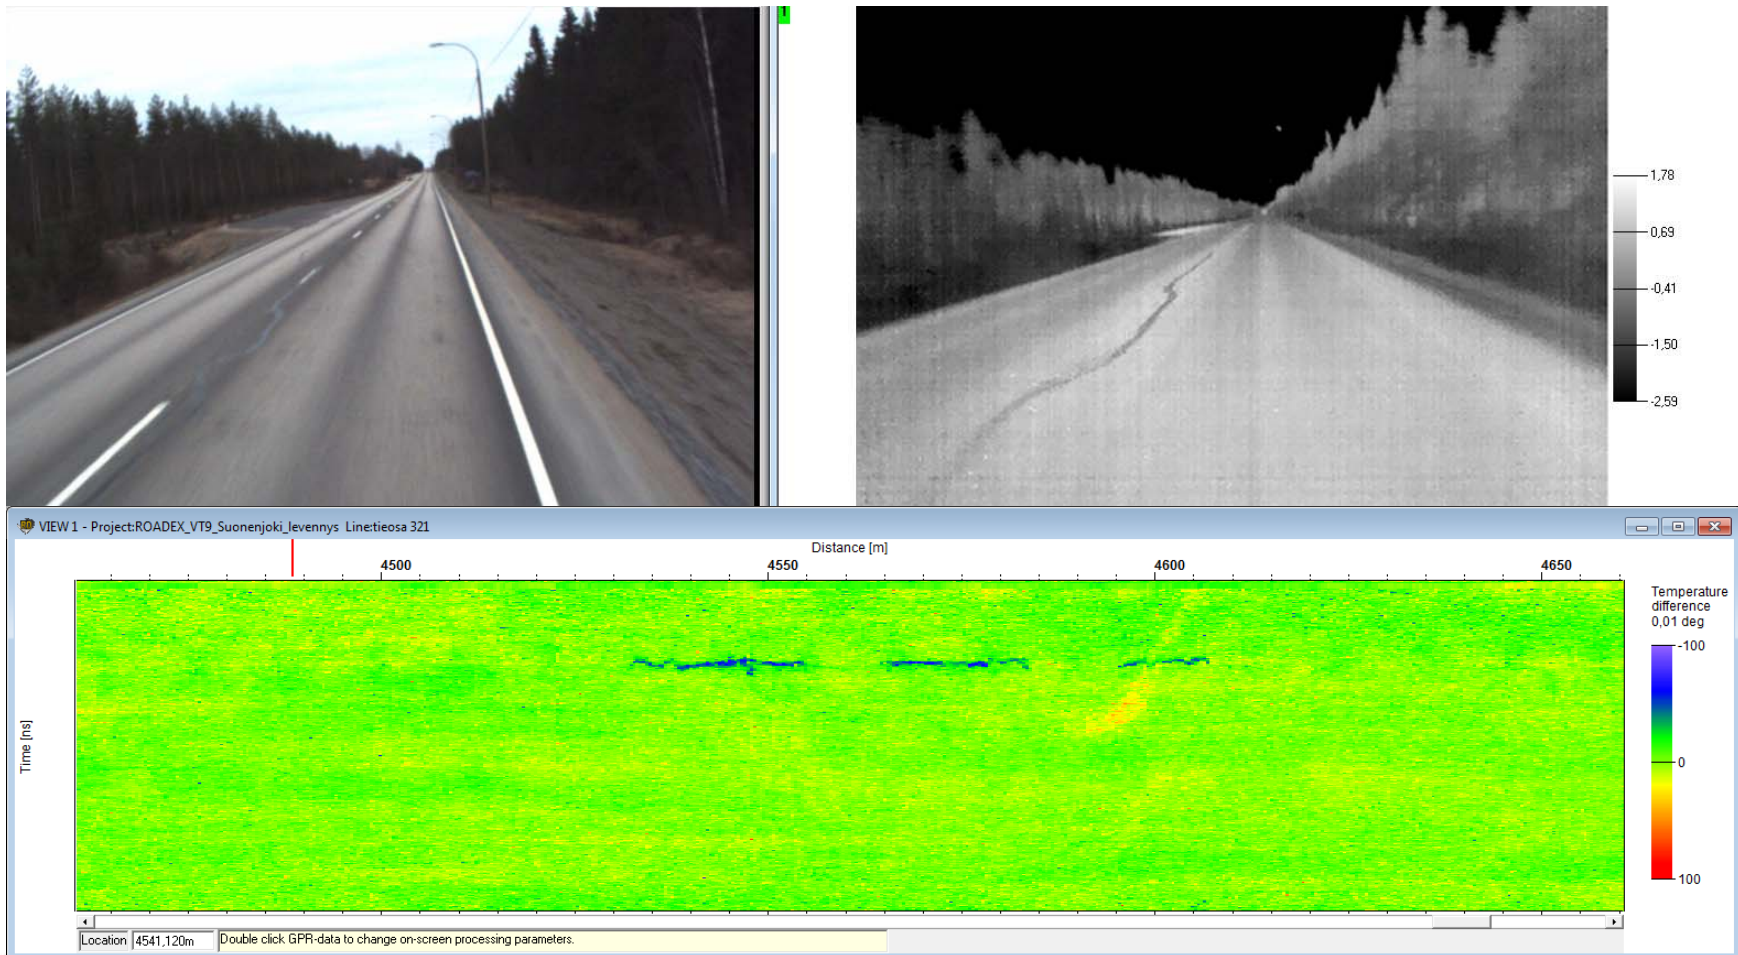 1
1,78
0,69
-0,41
-1,50
-2,59
VIEW 1 - Project:ROADEX_VT9_Suonenjoki_levennys Line:tieosa 321
Distance [m]
4500
4550
4600
4650
Temperature
difference
0,01 deg
-100
0
100
Time [ns]
Location
4541,120m
Double click GPR-data to change on-screen processing parameters.